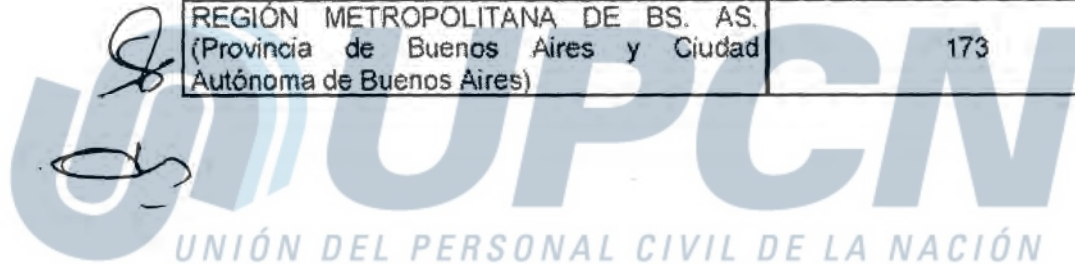 REGIÓN METROPOLITANA DE BS. AS.
(Provincia de Buenos Aires y Ciudad
Autónoma de Buenos Aires)
173
UPCN
UNIÓN DEL PERSONAL CIVIL DE LA NACIÓN